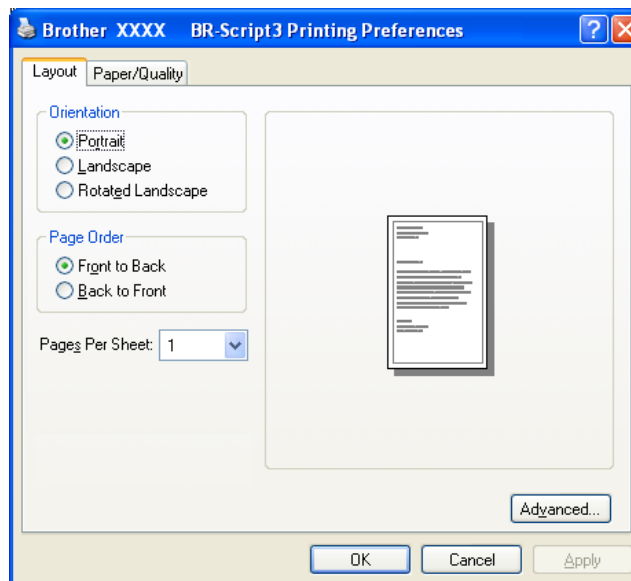 Brother XXXX BR-Script3 Printing Preferences
Layout Paper/Quality
Orientation
Portrait
Landscape
Rotated Landscape
Page Order
Front to Back
Back to Front
Pages Per Sheet: 1
Advanced...
OK Cancel Apply